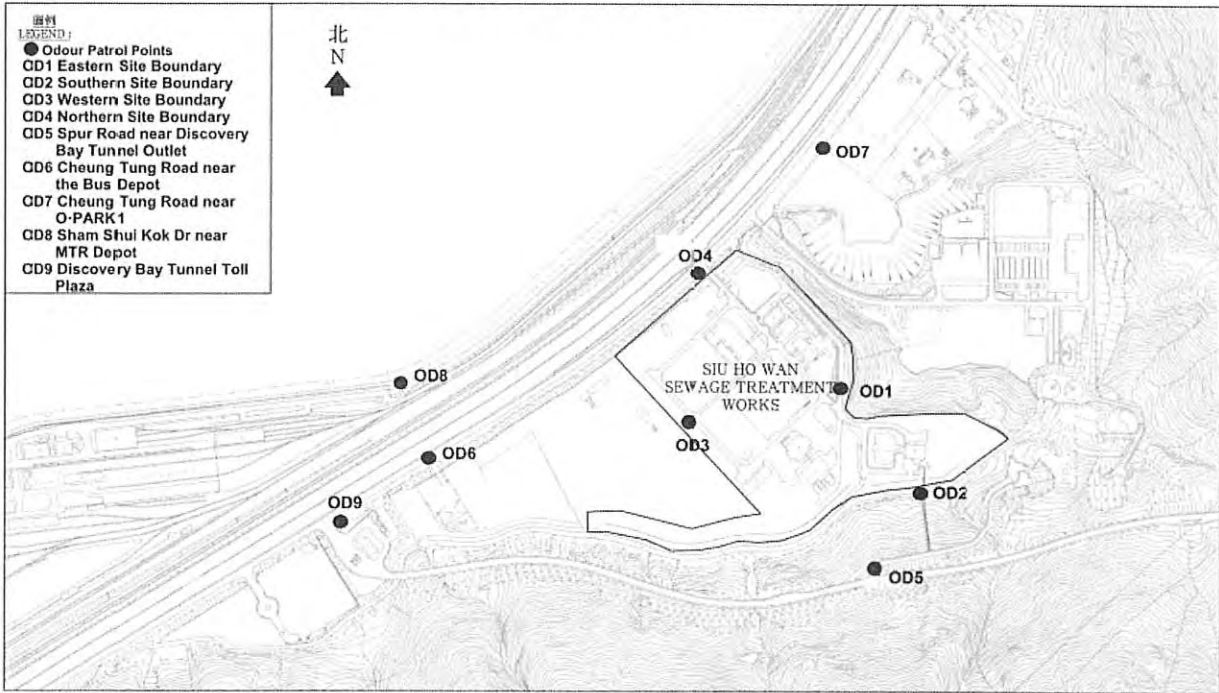 圖例
LEGEND :
Odour Patrol Points
OD1 Eastern Site Boundary
OD2 Southern Site Boundary
OD3 Western Site Boundary
OD4 Northern Site Boundary
OD5 Spur Road near Discovery
Bay Tunnel Outlet
OD6 Cheung Tung Road near
the Bus Depot
OD7 Cheung Tung Road near
O-PARK1
OD8 Sham Shui Kok Dr near
MTR Depot
OD9 Discovery Bay Tunnel Toll
Plaza
北
N
OD7
OD4
OD8
SIU HO WAN
SEWAGE TREATMENT
WORKS
OD1
OD3
OD6
OD2
OD9
OD5